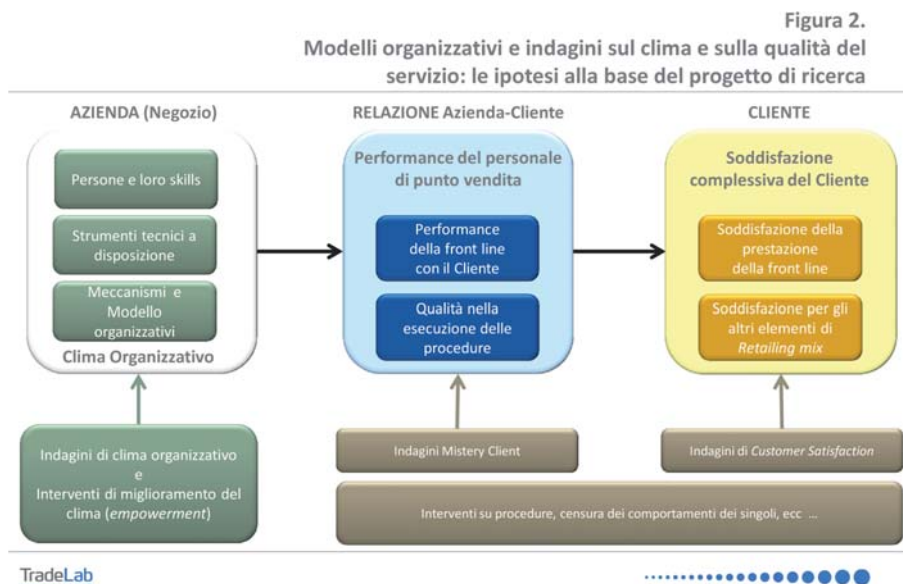 Figura 2.
Modelli organizzativi e indagini sul clima e sulla qualità del
servizio: le ipotesi alla base del progetto di ricerca
AZIENDA (Negozio)
Persone e loro skills
Strumenti tecnici a
disposizione
Meccanismi e
Modello
organizzativi
Clima Organizzativo
Indagini di clima organizzativo
e
Interventi di miglioramento del
clima (empowerment)
RELAZIONE Azienda-Cliente
Performance del personale
di punto vendita
Performance
della front line
con il Cliente
Qualità nella
esecuzione delle
procedure
Indagini Mistery Client
CLIENTE
Soddisfazione
complessiva del Cliente
Soddisfazione della
prestazione
della front line
Soddisfazione per gli
altri elementi di
Retailing mix
Indagini di Customer Satisfaction
Interventi su procedure, censura dei comportamenti dei singoli, ecc ...
TradeLab